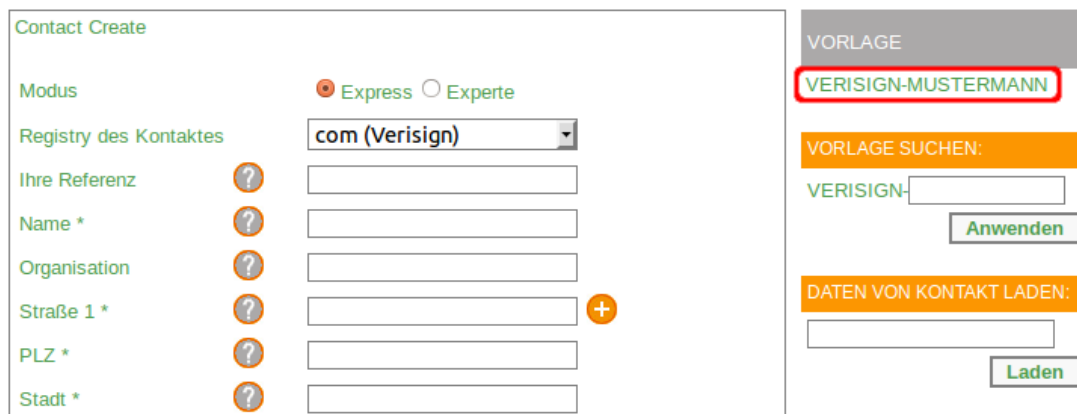 Contact Create
Modus
Express Experte
Registry des Kontaktes
com (Verisign)
Ihre Referenz ?
Name * ?
Organisation ?
Straße 1 * ? +
PLZ * ?
Stadt * ?
VORLAGE
VERISIGN-MUSTERMANN
VORLAGE SUCHEN:
VERISIGN-
Anwenden
DATEN VON KONTAKT LADEN:
Laden